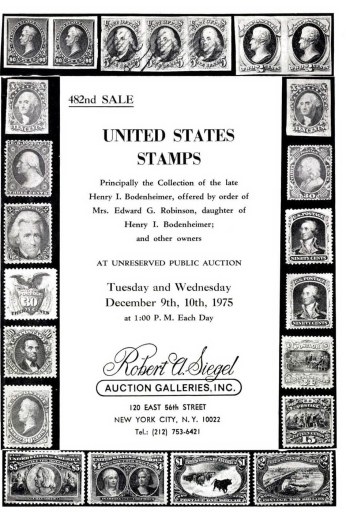 482nd SALE
UNITED STATES
STAMPS
Principally the Collection of the late
Henry I. Bodenheimer, offered by order of
Mrs. Edward G. Robinson, daughter of
Henry I. Bodenheimer;
and other owners
AT UNRESERVED PUBLIC AUCTION
Tuesday and Wednesday
December 9th, 10th, 1975
at 1:00 P. M. Each Day
Robert A. Siegel
AUCTION GALLERIES, INC.
120 EAST 56th STREET
NEW YORK CITY, N. Y. 10022
Tel.: (212) 753-6421